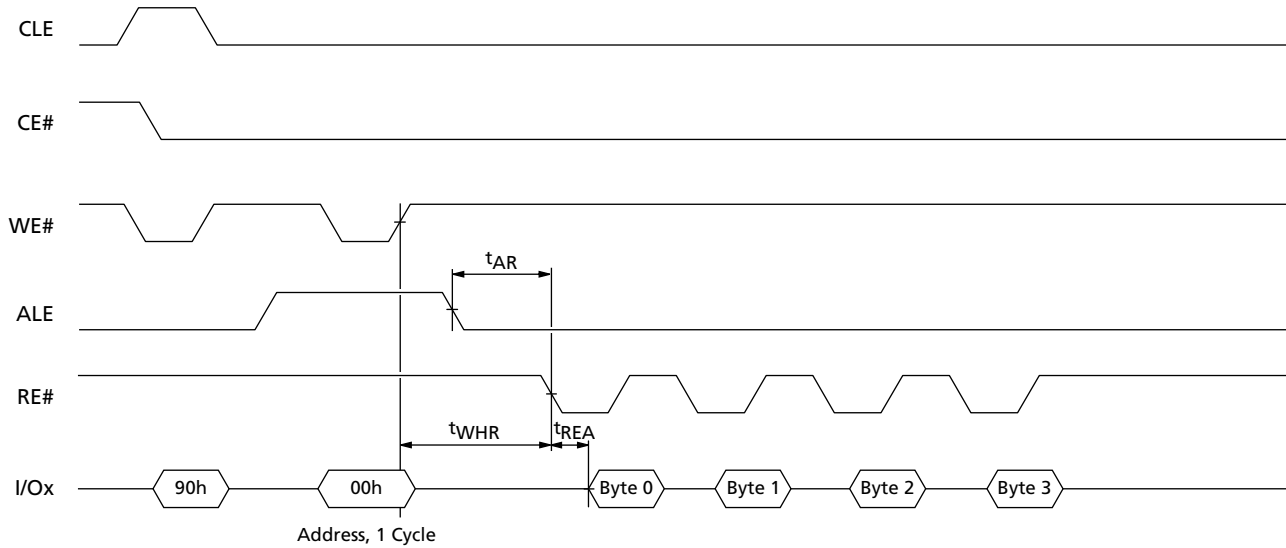 CLE
CE#
WE#
tAR
ALE
RE#
tWHR tREA
I/Ox 90h 00h Byte 0 Byte 1 Byte 2 Byte 3
Address, 1 Cycle